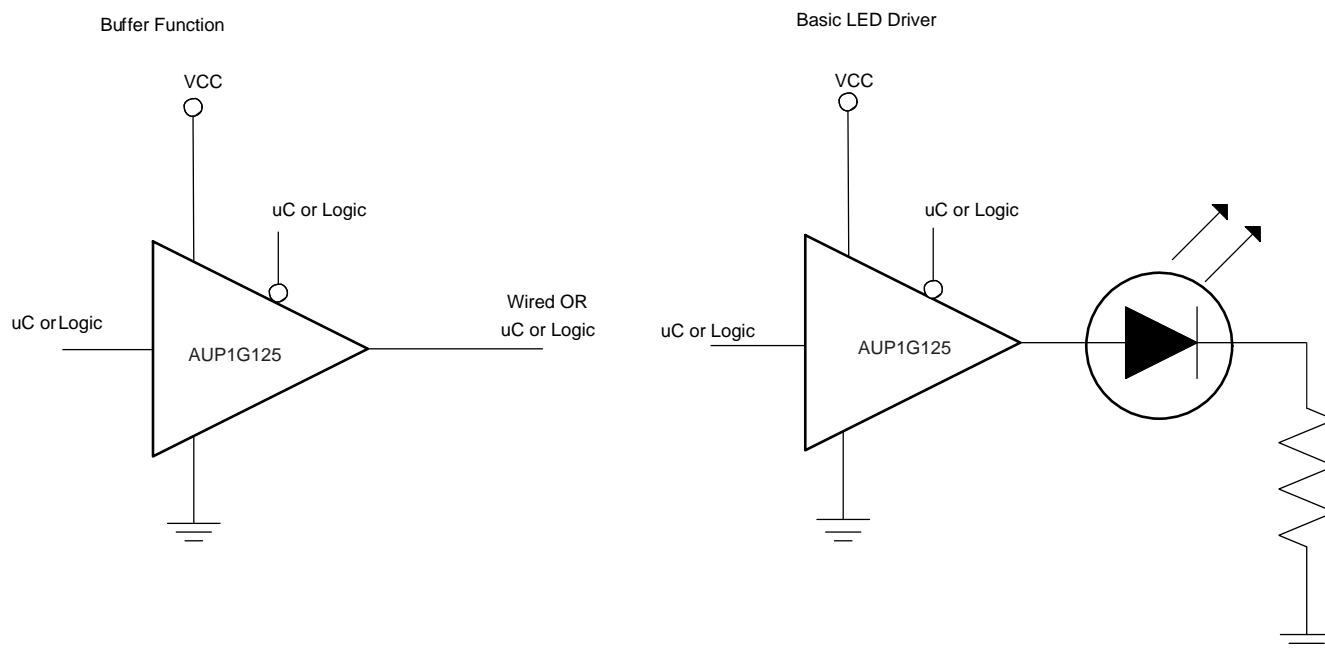 Buffer Function
VCC
uC or Logic
uC or Logic
AUP1G125
Wired OR
uC or Logic
Basic LED Driver
VCC
uC or Logic
uC or Logic
AUP1G125